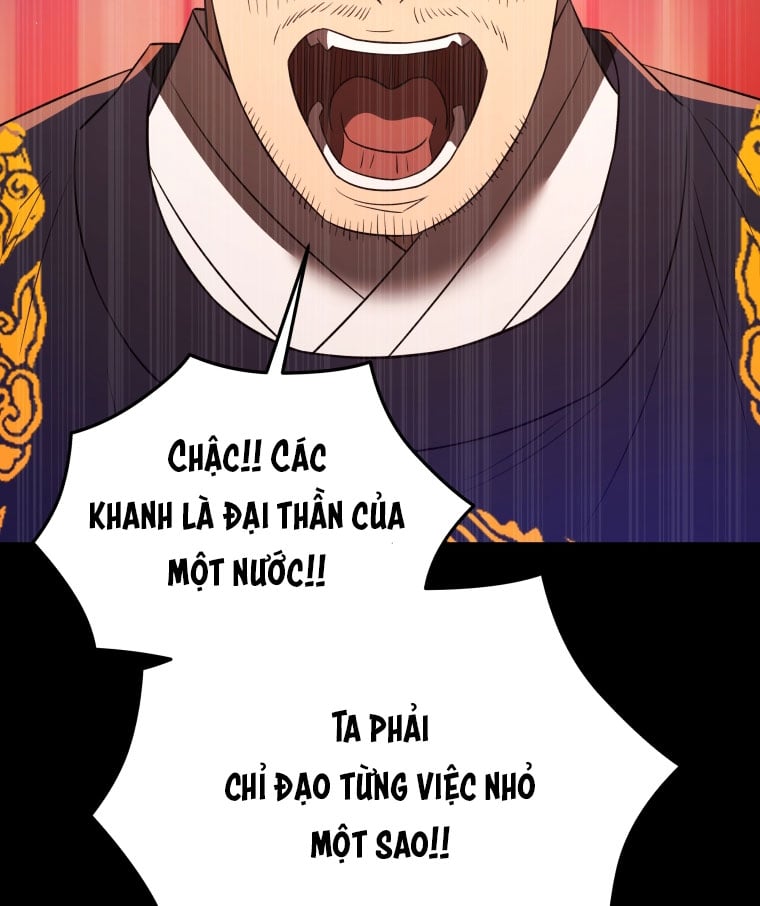 CHẬC!! CÁC
KHANH LÀ ĐẠI THẦN CỦA
MỘT NƯỚC!!
TA PHẢI
CHỈ ĐẠO TỪNG VIỆC NHỎ
MỘT SAO!!